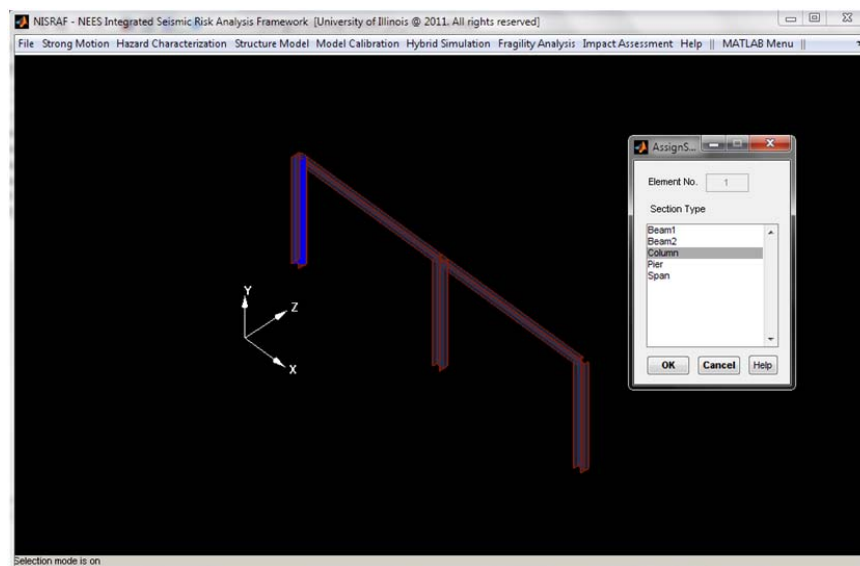 NISRAF - NEES Integrated Seismic Risk Analysis Framework [University of Illinois @ 2011. All rights reserved]
File Strong Motion Hazard Characterization Structure Model Model Calibration Hybrid Simulation Fragility Analysis Impact Assessment Help || MATLAB Menu ||
AssignS...
Element No. 1
Section Type
Beam1
Beam2
Column
Pier
Span
OK Cancel Help
Y
Z
X
Selection mode is on